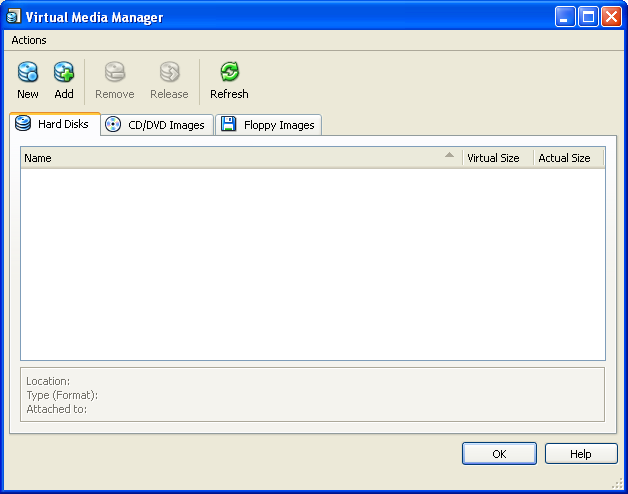 Virtual Media Manager
Actions
New Add Remove Release Refresh
Hard Disks CD/DVD Images Floppy Images
Name Virtual Size Actual Size
Location:
Type (Format):
Attached to:
OK Help